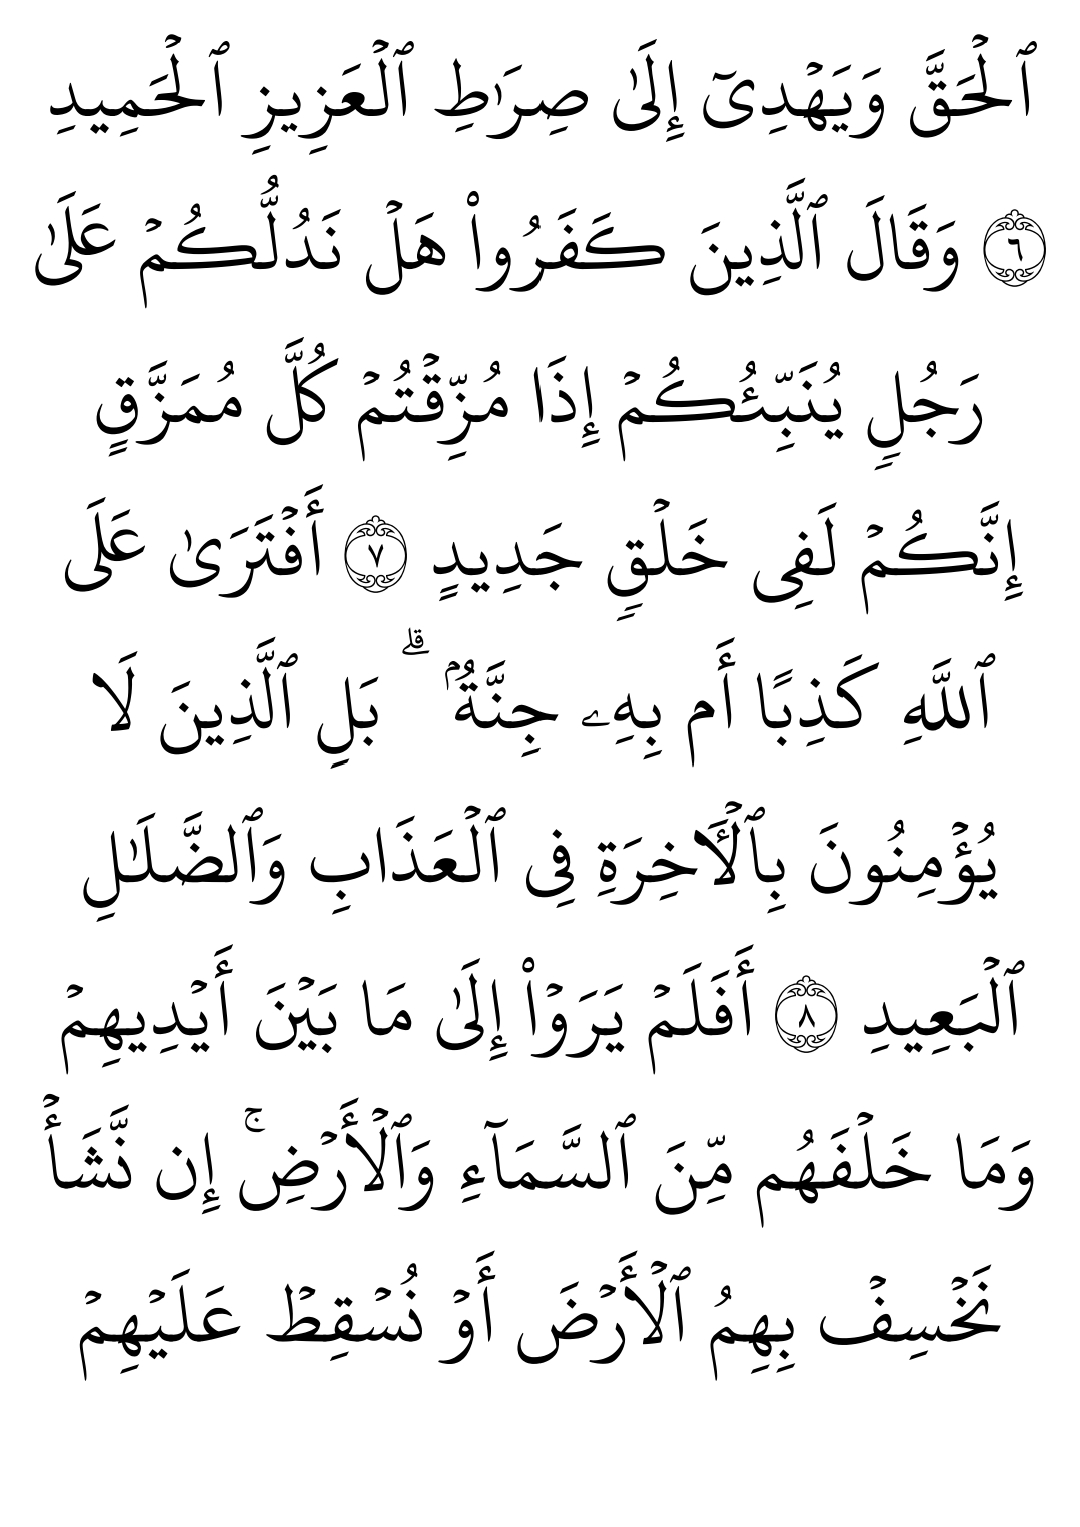 ٱلۡحَقَّ وَيَهۡدِىٓ إِلَىٰ صِرَٰطِ ٱلۡعَزِيزِ ٱلۡحَمِيدِ
٦ وَقَالَ ٱلَّذِينَ كَفَرُوا۟ هَلۡ نَدُلُّكُمۡ عَلَىٰ
رَجُلٍۢ يُنَبِّئُكُمۡ إِذَا مُزِّقۡتُمۡ كُلَّ مُمَزَّقٍ
إِنَّكُمۡ لَفِى خَلۡقٍۢ جَدِيدٍ ٧ أَفۡتَرَىٰ عَلَى
ٱللَّهِ كَذِبًا أَم بِهِۦ جِنَّةٌۢ ۗ بَلِ ٱلَّذِينَ لَا
يُؤۡمِنُونَ بِٱلۡـَٔاخِرَةِ فِى ٱلۡعَذَابِ وَٱلضَّلَـٰلِ
ٱلۡبَعِيدِ ٨ أَفَلَمۡ يَرَوۡا۟ إِلَىٰ مَا بَيۡنَ أَيۡدِيهِمۡ
وَمَا خَلۡفَهُم مِّنَ ٱلسَّمَآءِ وَٱلۡأَرۡضِۚ إِن نَّشَأۡ
نَخۡسِفۡ بِهِمُ ٱلۡأَرۡضَ أَوۡ نُسۡقِطۡ عَلَيۡهِمۡ